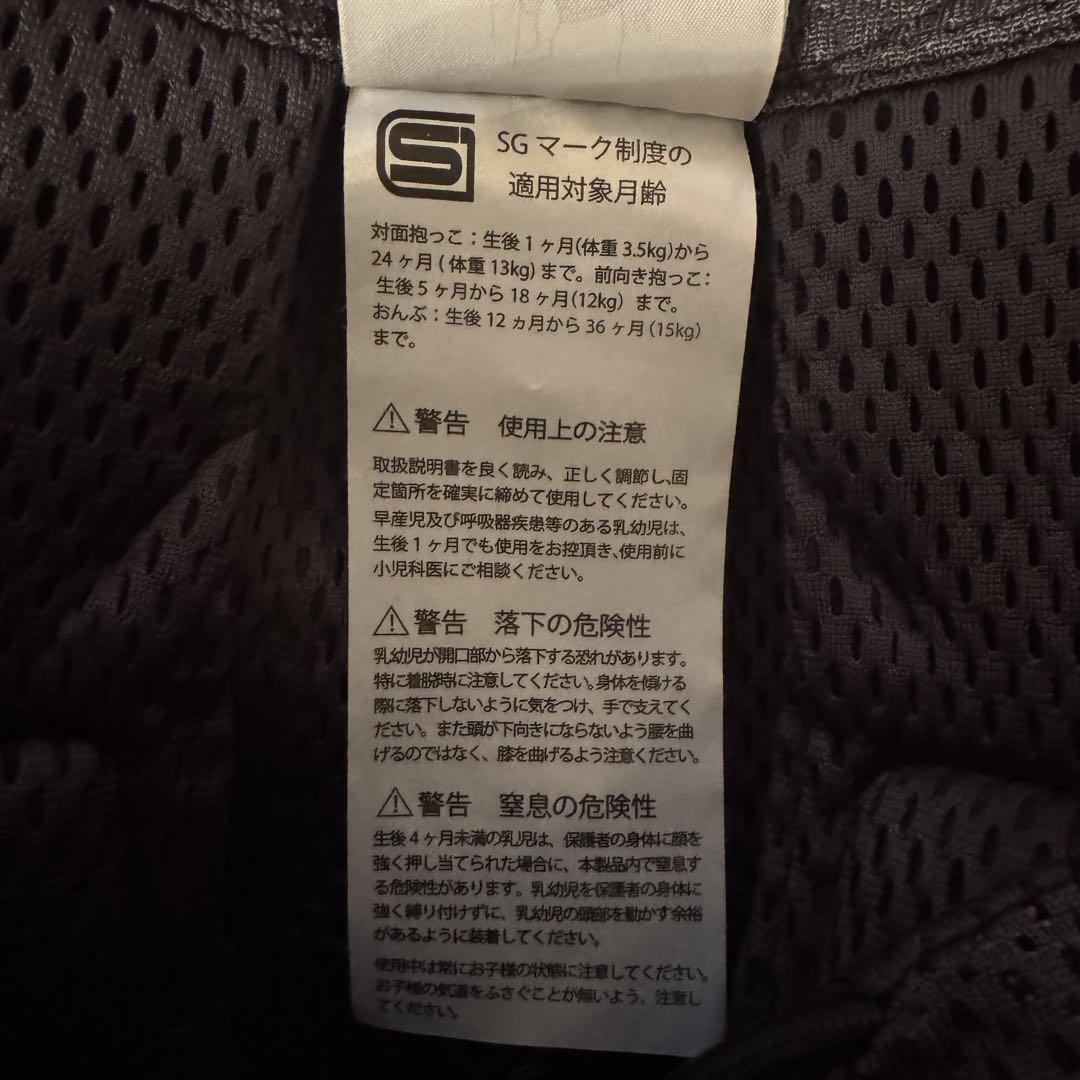 SG マーク制度の
適用対象月齢
対面抱っこ：生後 1 ヶ月(体重 3.5kg)から
24 ヶ月 ( 体重 13kg) まで。前向き抱っこ：
生後 5 ヶ月から 18 ヶ月(12kg) まで。
おんぶ：生後 12 ヵ月から 36 ヶ月 (15kg)
まで。
警告 使用上の注意
取扱説明書を良く読み、正しく調節し、固
定箇所を確実に締めて使用してください。
早産児及び呼吸器疾患等のある乳幼児は、
生後 1 ヶ月でも使用をお控頂き、使用前に
小児科医にご相談ください。
警告 落下の危険性
乳幼児が開口部から落下する恐れがあります。
特に着脱時に注意してください。身体を傾ける
際に落下しないように気をつけ、手で支えてく
ださい。また頭が下向きにならないよう腰を曲
げるのではなく、膝を曲げるよう注意ください。
警告 窒息の危険性
生後 4 ヶ月未満の乳児は、保護者の身体に顔を
強く押し当てられた場合に、本製品内で窒息す
る危険性があります。乳幼児を保護者の身体に
強く縛り付けずに、乳幼児の頭部を動かす余裕
があるように装着してください。
使用中は常にお子様の状態に注意してください。
お子様の気道をふさぐことが無いよう、注意し
てください。